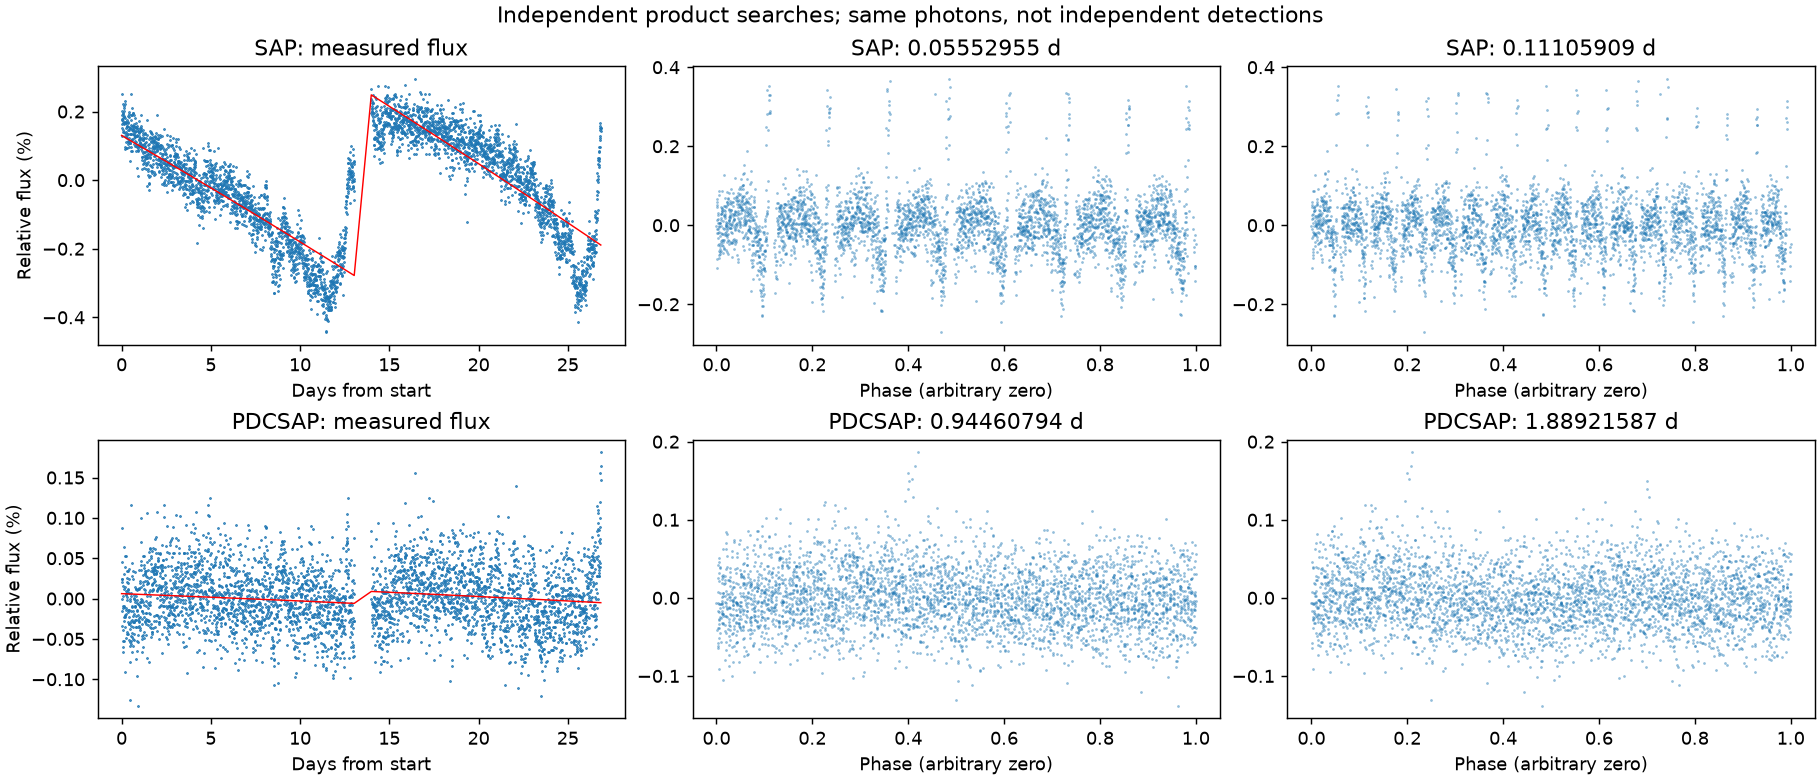 Independent product searches; same photons, not independent detections
SAP: measured flux
SAP: 0.05552955 d
SAP: 0.11105909 d
Relative flux (%)
0.2
0.0
−0.2
−0.4
0 5 10 15 20 25
Days from start
0.4
0.2
0.0
−0.2
0.0 0.2 0.4 0.6 0.8 1.0
Phase (arbitrary zero)
0.4
0.2
0.0
−0.2
0.0 0.2 0.4 0.6 0.8 1.0
Phase (arbitrary zero)
PDCSAP: measured flux
PDCSAP: 0.94460794 d
PDCSAP: 1.88921587 d
Relative flux (%)
0.15
0.10
0.05
0.00
−0.05
−0.10
0 5 10 15 20 25
Days from start
0.2
0.1
0.0
−0.1
0.0 0.2 0.4 0.6 0.8 1.0
Phase (arbitrary zero)
0.2
0.1
0.0
−0.1
0.0 0.2 0.4 0.6 0.8 1.0
Phase (arbitrary zero)